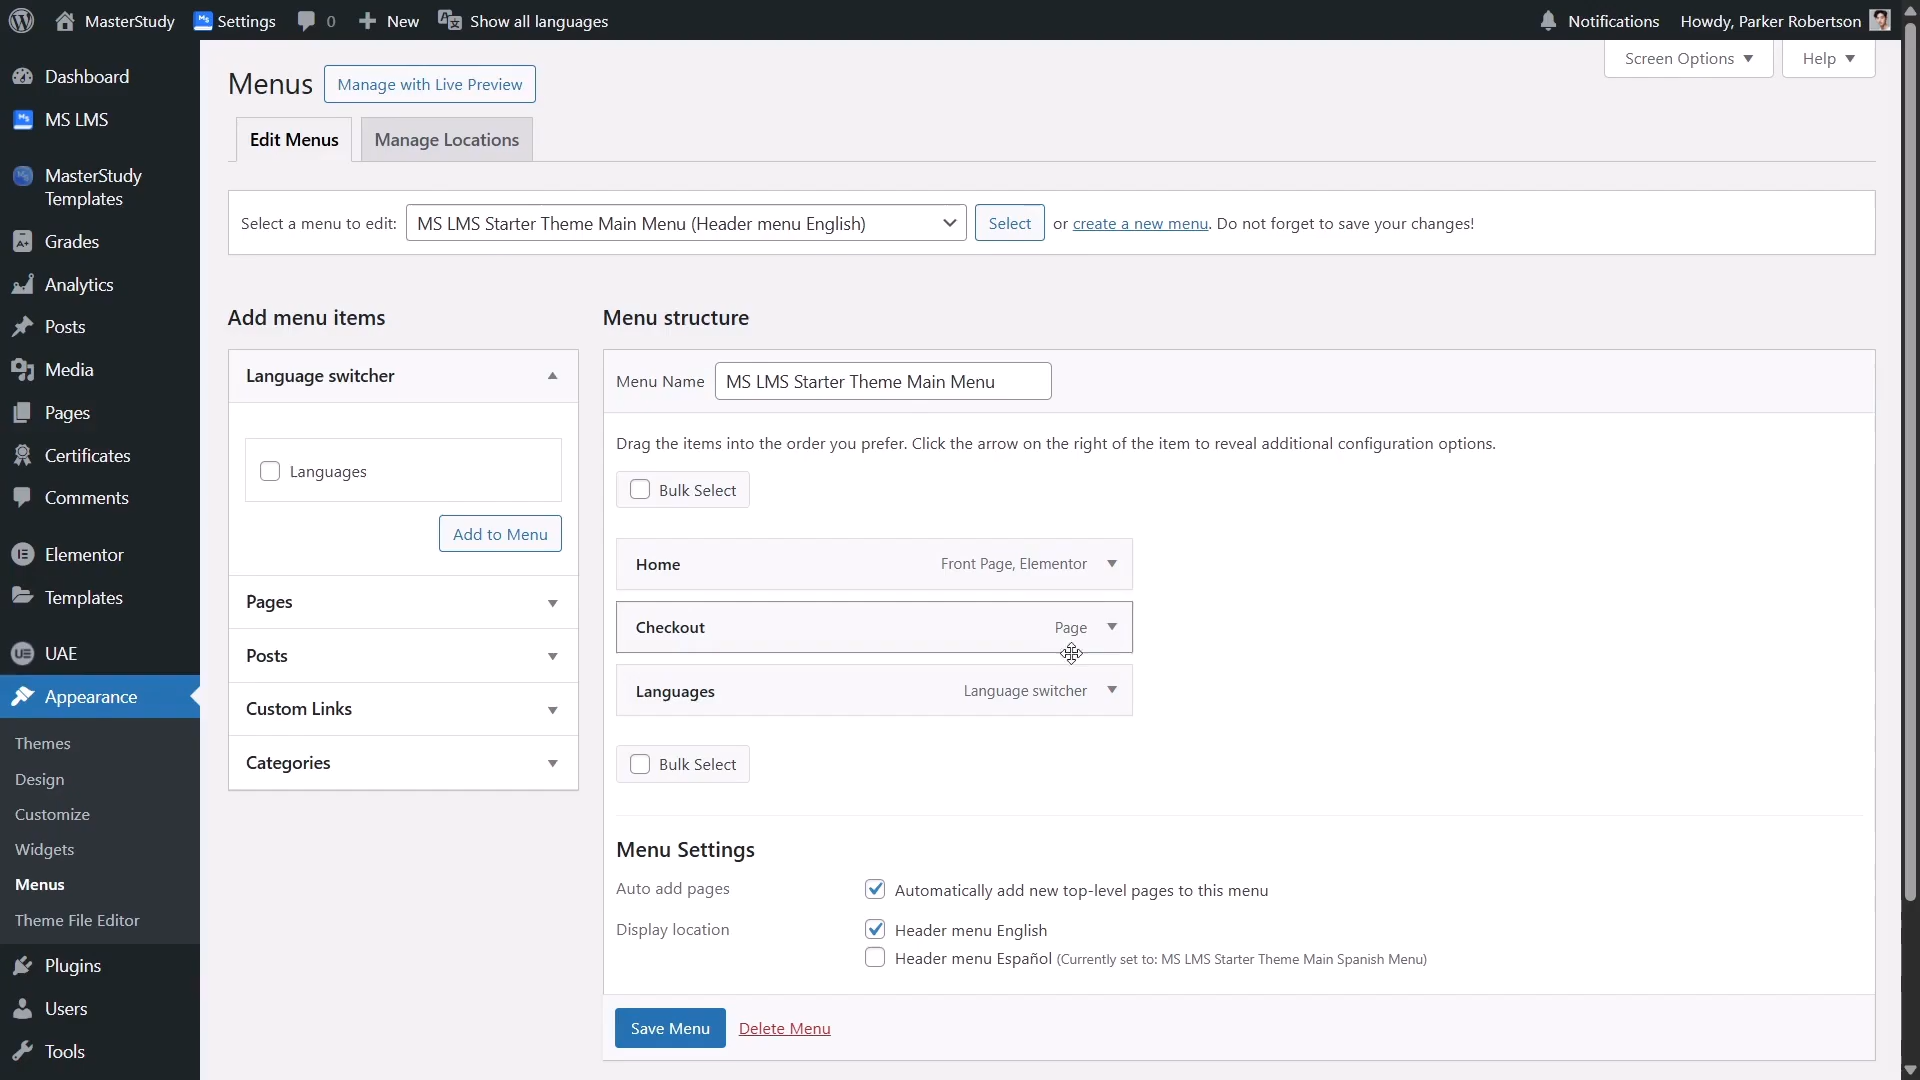 MasterStudy
Settings
0
New
Show all languages
Notifications
Howdy, Parker Robertson
Dashboard
MS LMS
MasterStudy
Templates
Grades
Analytics
Posts
Media
Pages
Certificates
Comments
Elementor
Templates
UAE
Appearance
Themes
Design
Customize
Widgets
Menus
Theme File Editor
Plugins
Users
Tools
Screen Options
Help
Menus
Manage with Live Preview
Edit Menus
Manage Locations
Select a menu to edit: MS LMS Starter Theme Main Menu (Header menu English) Select or create a new menu. Do not forget to save your changes!
Add menu items
Language switcher
Languages
Add to Menu
Pages
Posts
Custom Links
Categories
Menu structure
Menu Name MS LMS Starter Theme Main Menu
Drag the items into the order you prefer. Click the arrow on the right of the item to reveal additional configuration options.
Bulk Select
Home Front Page, Elementor
Checkout Page
Languages Language switcher
Bulk Select
Menu Settings
Auto add pages Automatically add new top-level pages to this menu
Display location Header menu English
Header menu Español (Currently set to: MS LMS Starter Theme Main Spanish Menu)
Save Menu Delete Menu